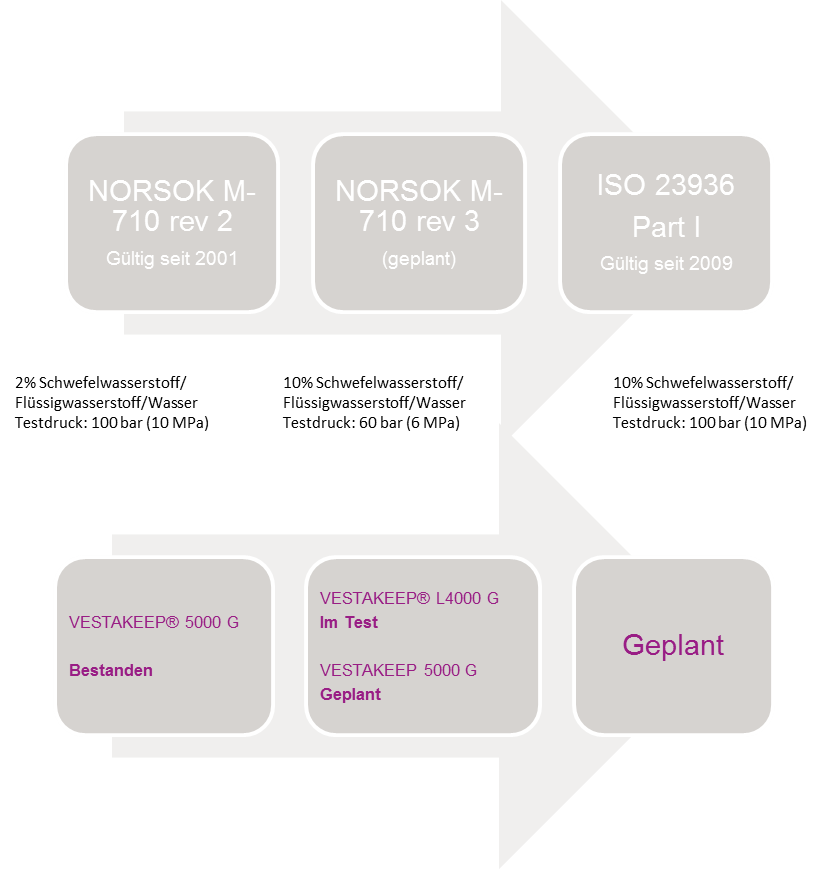 NORSOK M-
710 rev 2
Gültig seit 2001
NORSOK M-
710 rev 3
(geplant)
ISO 23936
Part I
Gültig seit 2009
2% Schwefelwasserstoff/
Flüssigwasserstoff/Wasser
Testdruck: 100 bar (10 MPa)
10% Schwefelwasserstoff/
Flüssigwasserstoff/Wasser
Testdruck: 60 bar (6 MPa)
10% Schwefelwasserstoff/
Flüssigwasserstoff/Wasser
Testdruck: 100 bar (10 MPa)
VESTAKEEP® 5000 G
Bestanden
VESTAKEEP® L4000 G
Im Test
VESTAKEEP 5000 G
Geplant
Geplant